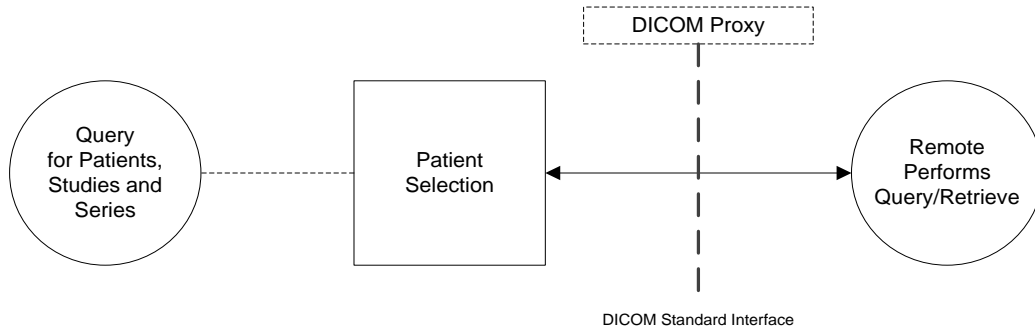 DICOM Proxy
Query
for Patients,
Studies and
Series
Patient
Selection
Remote
Performs
Query/Retrieve
DICOM Standard Interface